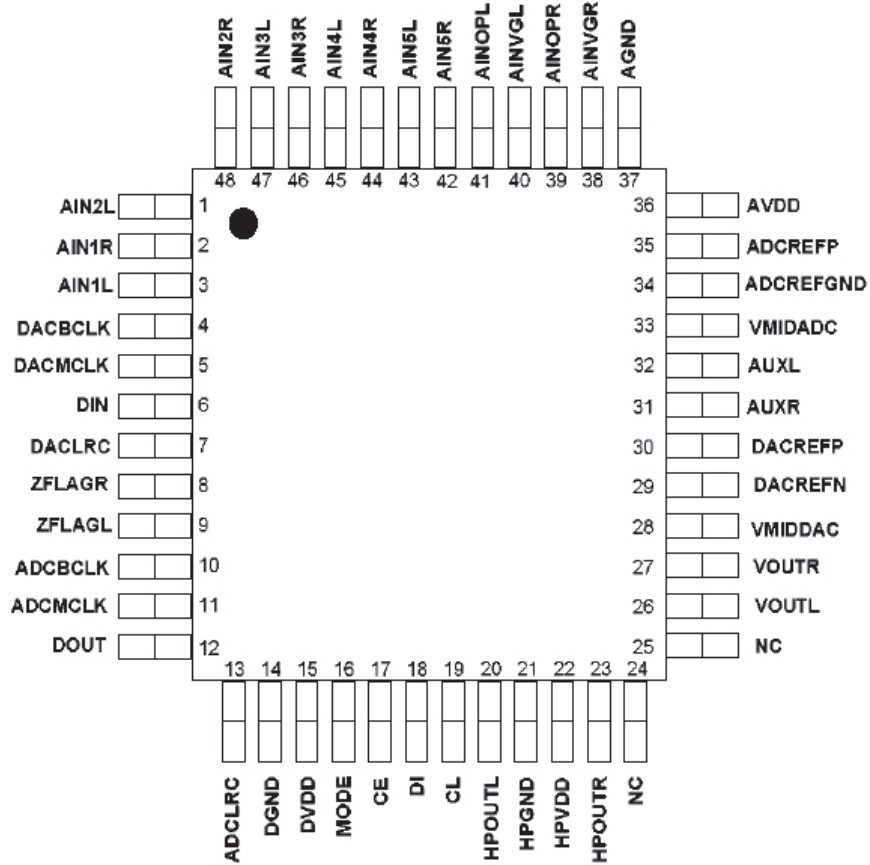 AIN2R AIN3L AIN3R AIN4L AIN4R AIN5L AIN5R AINOPL AINVGL AINOPR AINVGR AGND
48 47 46 45 44 43 42 41 40 39 38 37
AIN2L 1 36 AVDD
AIN1R 2 35 ADCREFP
AIN1L 3 34 ADCREFGND
DACBCLK 4 33 VMIDADC
DACMCLK 5 32 AUXL
DIN 6 31 AUXR
DACLRC 7 30 DACREFP
ZFLAGR 8 29 DACREFN
ZFLAGL 9 28 VMIDDAC
ADCBCLK 10 27 VOUTR
ADCMCLK 11 26 VOUTL
DOUT 12 25 NC
13 14 15 16 17 18 19 20 21 22 23 24
ADCLRC DGND DVDD MODE CE DI CL HPOUTL HPGND HPVDD HPOUTR NC